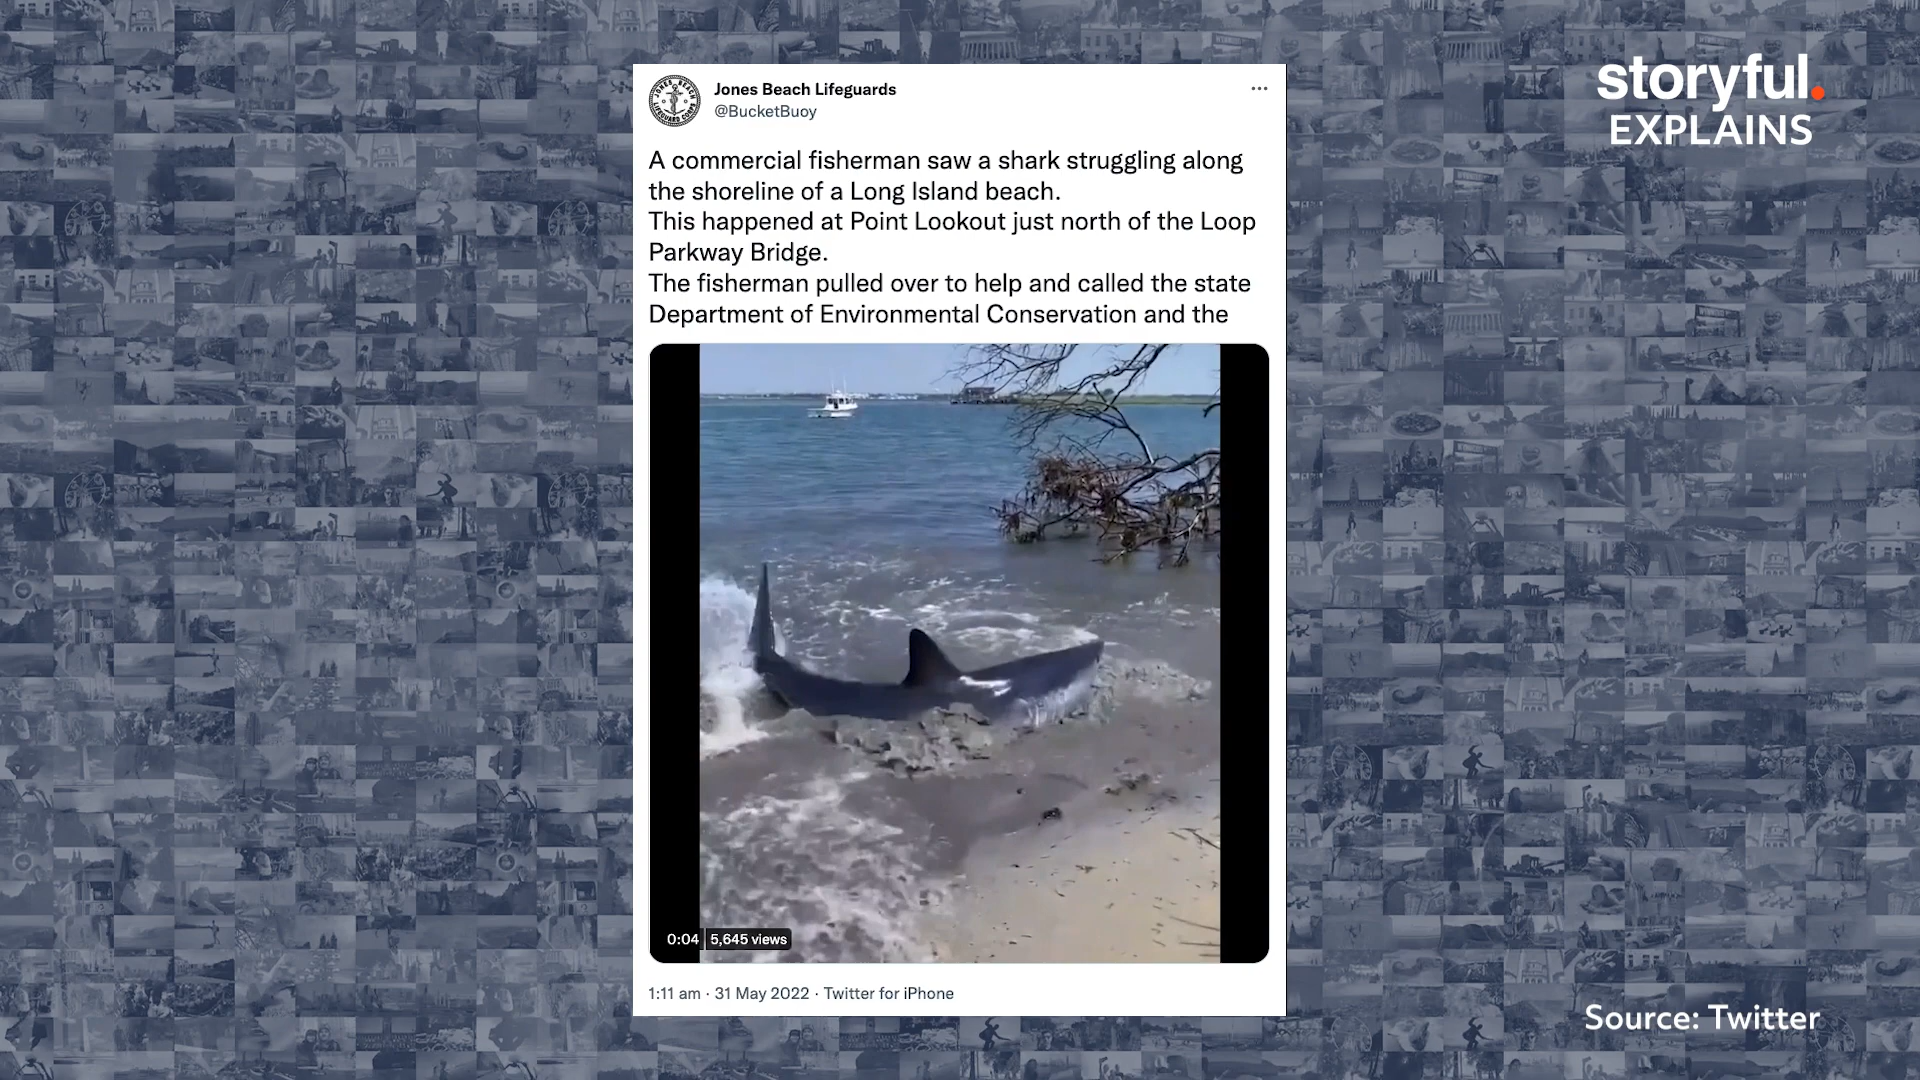 storyful.
EXPLAINS
Jones Beach Lifeguards
@BucketBuoy
A commercial fisherman saw a shark struggling along
the shoreline of a Long Island beach.
This happened at Point Lookout just north of the Loop
Parkway Bridge.
The fisherman pulled over to help and called the state
Department of Environmental Conservation and the
0:04 5,645 views
1:11 am · 31 May 2022 · Twitter for iPhone
Source: Twitter